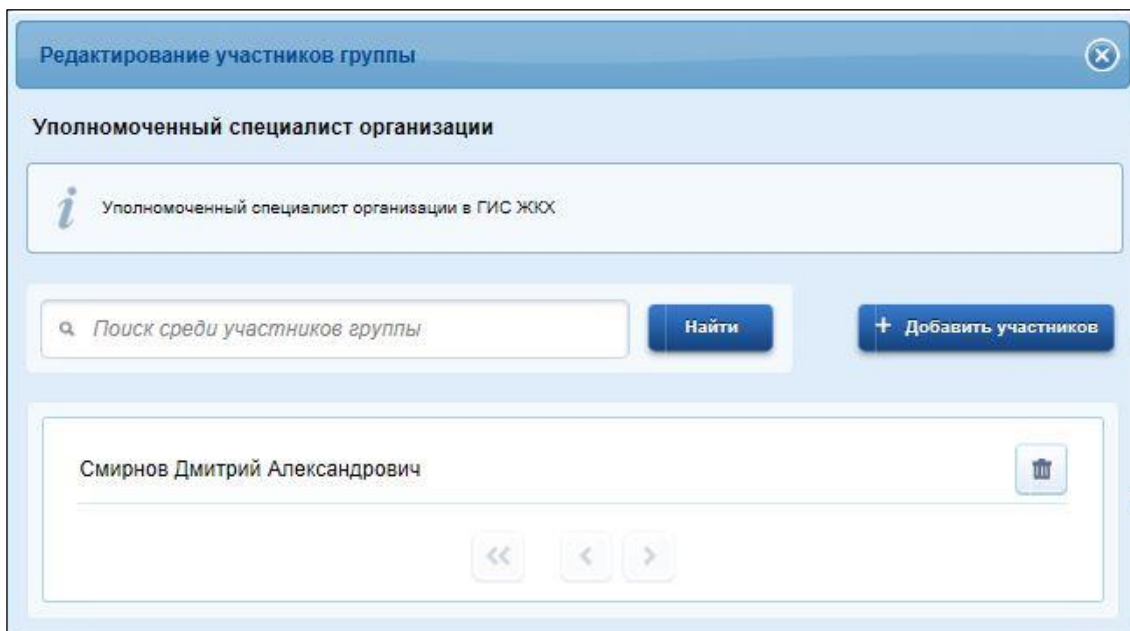 Редактирование участников группы
Уполномоченный специалист организации
Уполномоченный специалист организации в ГИС ЖКХ
Поиск среди участников группы
Найти
+ Добавить участников
Смирнов Дмитрий Александрович